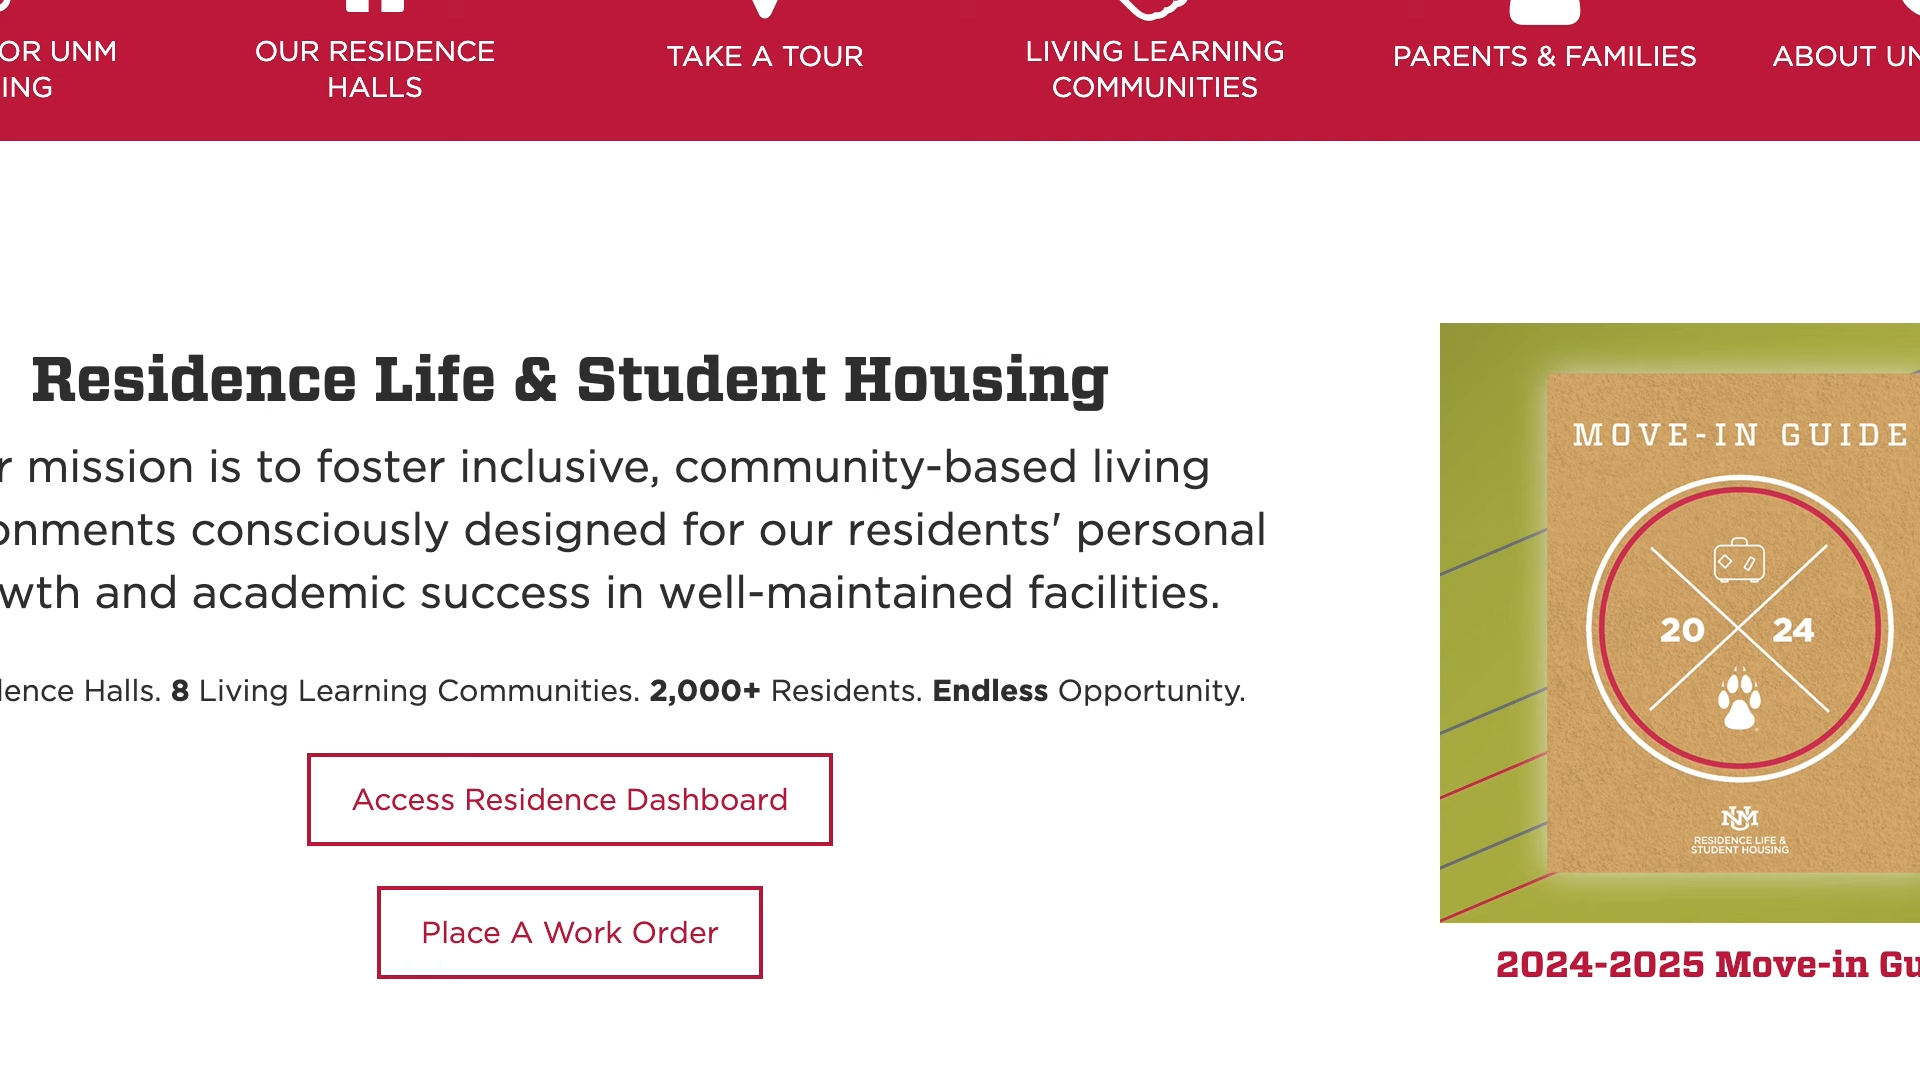 OR UNM
ING
OUR RESIDENCE
HALLS
TAKE A TOUR
LIVING LEARNING
COMMUNITIES
PARENTS & FAMILIES
ABOUT UN
Residence Life & Student Housing
r mission is to foster inclusive, community-based living
onments consciously designed for our residents' personal
wth and academic success in well-maintained facilities.
lence Halls. 8 Living Learning Communities. 2,000+ Residents. Endless Opportunity.
Access Residence Dashboard
Place A Work Order
MOVE-IN GUIDE
20 24
UNM
RESIDENCE LIFE &
STUDENT HOUSING
2024-2025 Move-in Gu